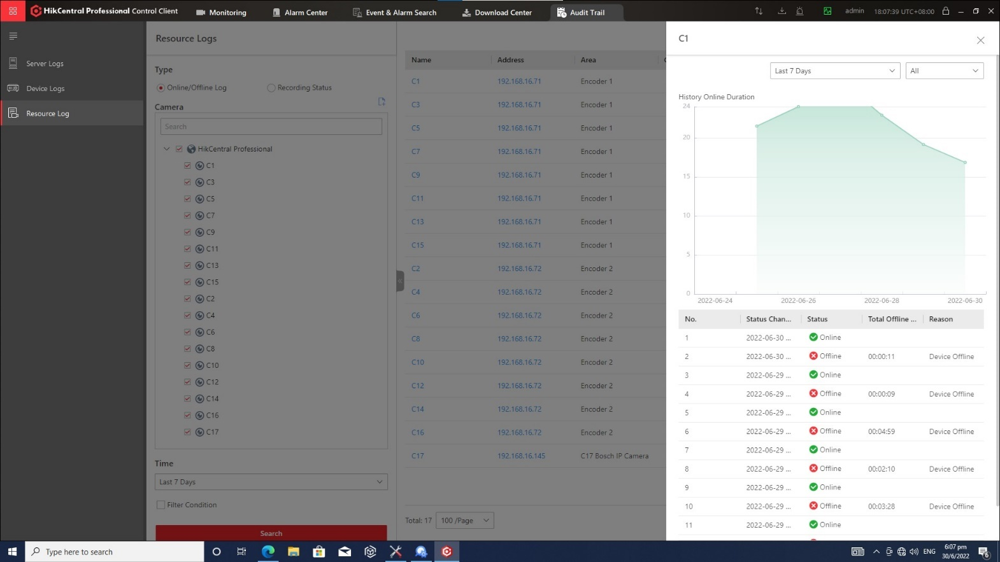 HikCentral Professional Control Client
Monitoring
Alarm Center
Event & Alarm Search
Download Center
Audit Trail
admin
18:07:39 UTC+08:00
Server Logs
Device Logs
Resource Log
Resource Logs
Type
Online/Offline Log
Recording Status
Camera
Search
HikCentral Professional
C1
C3
C5
C7
C9
C11
C13
C15
C2
C4
C6
C8
C10
C12
C14
C16
C17
Time
Last 7 Days
Filter Condition
Search
Name Address Area
C1 192.168.16.71 Encoder 1
C3 192.168.16.71 Encoder 1
C5 192.168.16.71 Encoder 1
C7 192.168.16.71 Encoder 1
C9 192.168.16.71 Encoder 1
C11 192.168.16.71 Encoder 1
C13 192.168.16.71 Encoder 1
C15 192.168.16.71 Encoder 1
C2 192.168.16.72 Encoder 2
C4 192.168.16.72 Encoder 2
C6 192.168.16.72 Encoder 2
C8 192.168.16.72 Encoder 2
C10 192.168.16.72 Encoder 2
C12 192.168.16.72 Encoder 2
C14 192.168.16.72 Encoder 2
C16 192.168.16.72 Encoder 2
C17 192.168.16.145 C17 Bosch IP Camera
Total: 17
100 /Page
C1
Last 7 Days
All
History Online Duration
24
20
15
10
5
0
2022-06-24 2022-06-26 2022-06-28 2022-06-30
No. Status Chan... Status Total Offline ... Reason
1 2022-06-30 ... Online
2 2022-06-30 ... Offline 00:00:11 Device Offline
3 2022-06-29 ... Online
4 2022-06-29 ... Offline 00:00:09 Device Offline
5 2022-06-29 ... Online
6 2022-06-29 ... Offline 00:04:59 Device Offline
7 2022-06-29 ... Online
8 2022-06-29 ... Offline 00:02:10 Device Offline
9 2022-06-29 ... Online
10 2022-06-29 ... Offline 00:03:28 Device Offline
11 2022-06-29 ... Online
Type here to search
ENG
6:07 pm
30/6/2022
6